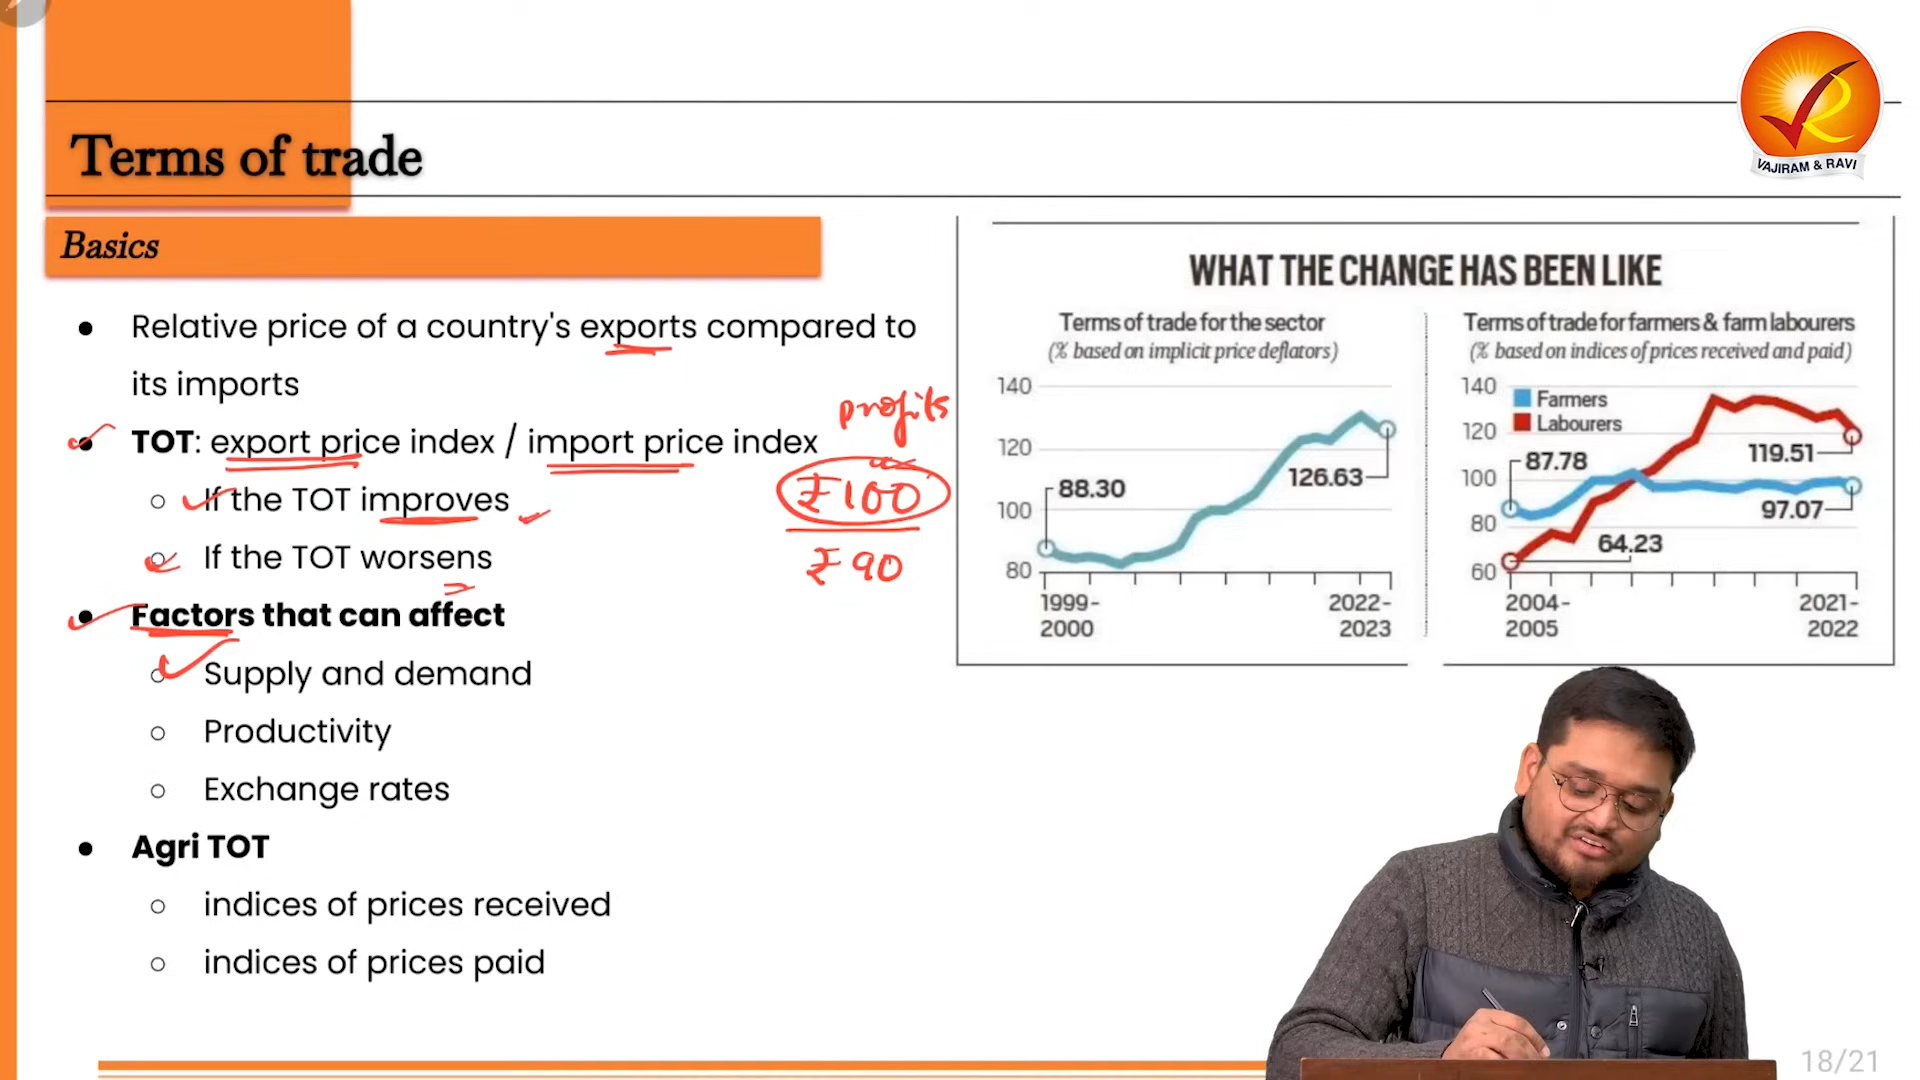 VAJIRAM & RAVI
Terms of trade
Basics
● Relative price of a country's exports compared to
its imports
● TOT: export price index / import price index
○ If the TOT improves
○ If the TOT worsens
● Factors that can affect
○ Supply and demand
○ Productivity
○ Exchange rates
● Agri TOT
○ indices of prices received
○ indices of prices paid
profits
₹100
₹90
WHAT THE CHANGE HAS BEEN LIKE
Terms of trade for the sector
(% based on implicit price deflators)
140
120
100
80
88.30
126.63
1999-
2000
2022-
2023
Terms of trade for farmers & farm labourers
(% based on indices of prices received and paid)
140
120
100
80
60
Farmers
Labourers
87.78
119.51
97.07
64.23
2004-
2005
2021-
2022
18/21